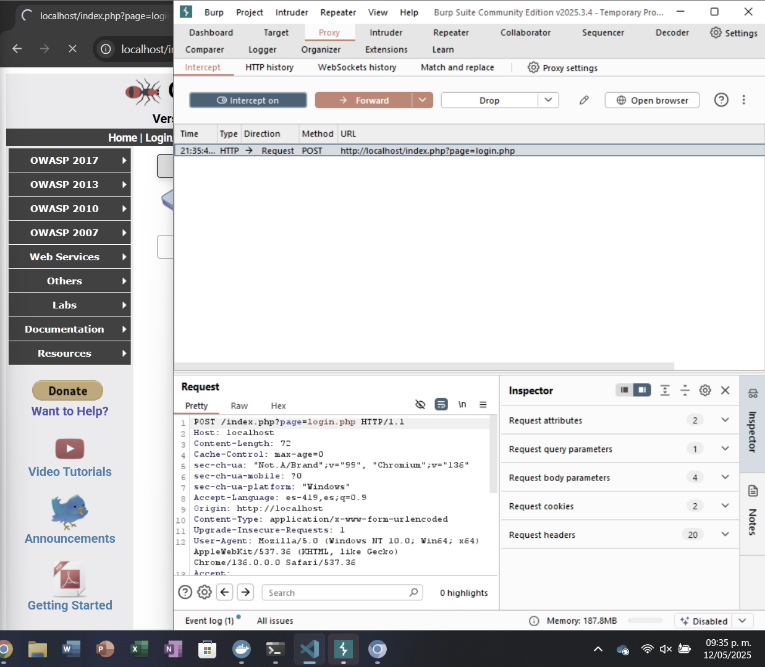 localhost/index.php?page=logi
localhost/i
Vers
Home | Login
OWASP 2017
OWASP 2013
OWASP 2010
OWASP 2007
Web Services
Others
Labs
Documentation
Resources
Donate
Want to Help?
Video Tutorials
Announcements
Getting Started
Burp Project Intruder Repeater View Help Burp Suite Community Edition v2025.3.4 - Temporary Pro...
Dashboard Target Proxy Intruder Repeater Collaborator Sequencer Decoder Settings
Comparer Logger Organizer Extensions Learn
Intercept HTTP history WebSockets history Match and replace Proxy settings
Intercept on Forward Drop Open browser
Time Type Direction Method URL
21:35:4... HTTP → Request POST http://localhost/index.php?page=login.php
Request
Pretty Raw Hex \n
1 POST /index.php?page=login.php HTTP/1.1
2 Host: localhost
3 Content-Length: 72
4 Cache-Control: max-age=0
5 sec-ch-ua: "Not.A/Brand";v="99", "Chromium";v="136"
6 sec-ch-ua-mobile: ?0
7 sec-ch-ua-platform: "Windows"
8 Accept-Language: es-419,es;q=0.9
9 Origin: http://localhost
10 Content-Type: application/x-www-form-urlencoded
11 Upgrade-Insecure-Requests: 1
12 User-Agent: Mozilla/5.0 (Windows NT 10.0; Win64; x64)
AppleWebKit/537.36 (KHTML, like Gecko)
Chrome/136.0.0.0 Safari/537.36
13 Accept:
Search 0 highlights
Inspector
Request attributes 2
Request query parameters 1
Request body parameters 4
Request cookies 2
Request headers 20
Inspector
Notes
Event log (1) All issues Memory: 187.8MB Disabled
09:35 p. m.
12/05/2025